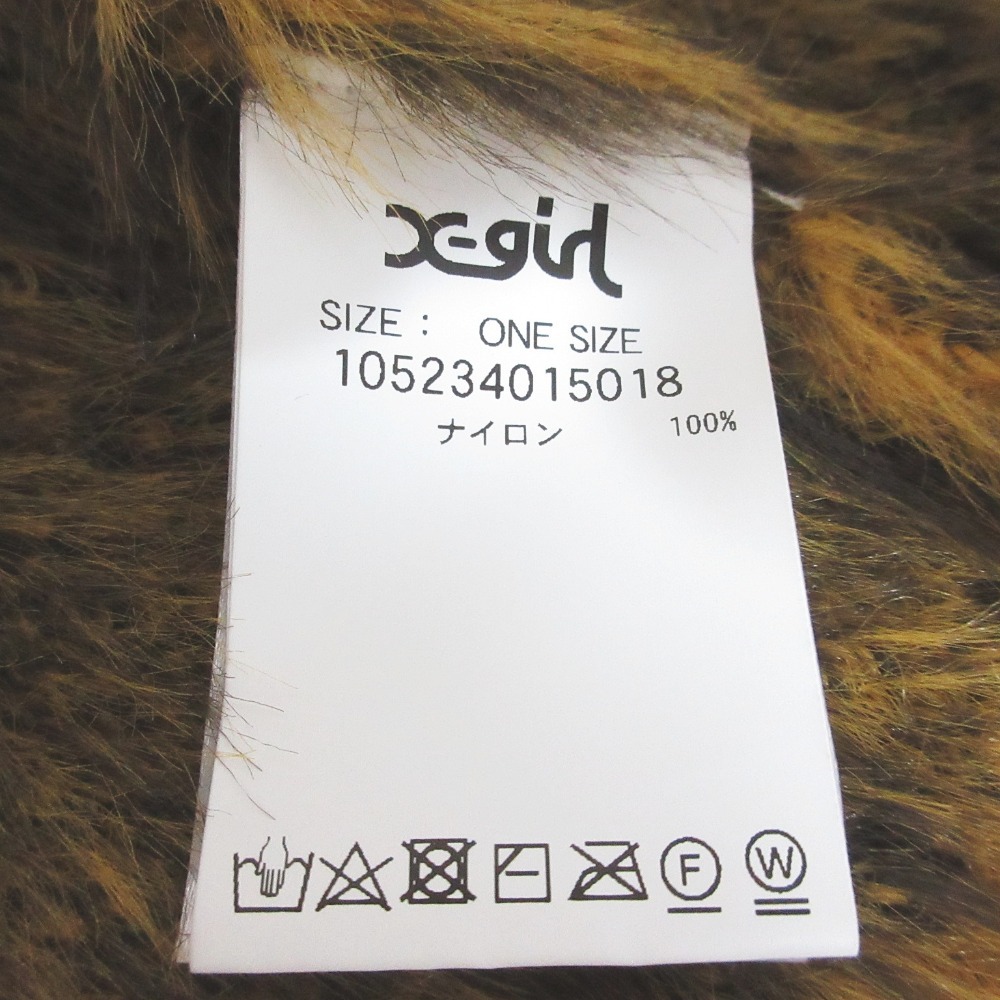 X-girl
SIZE : ONE SIZE
105234015018
ナイロン 100%
F W